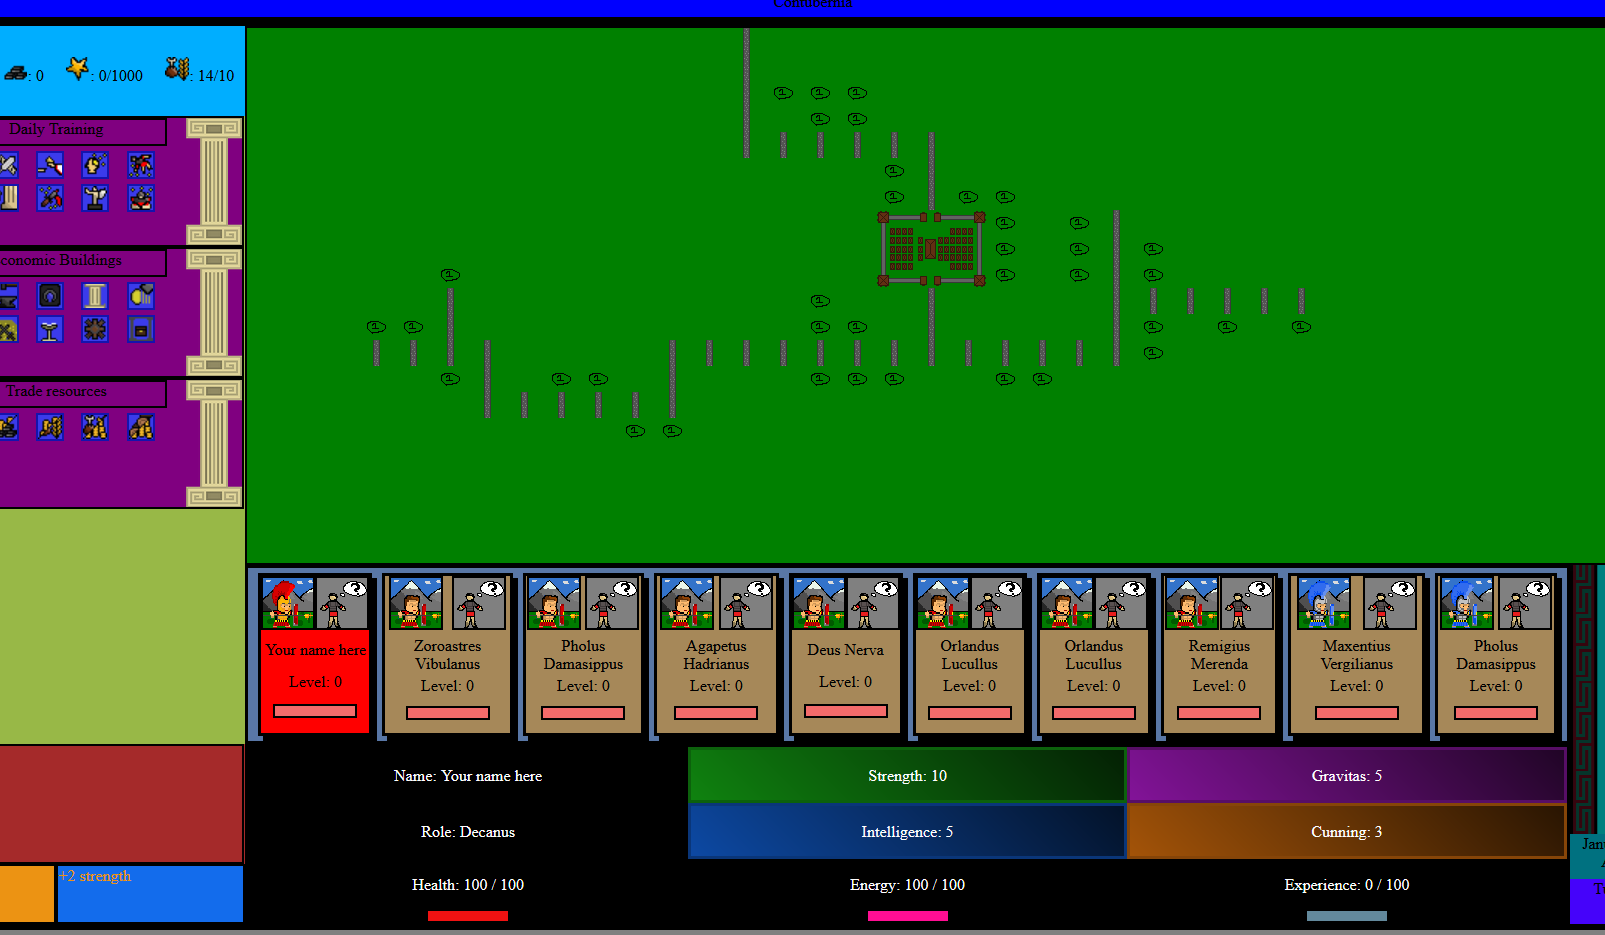 Contubernia
: 0
: 0/1000
: 14/10
Daily Training
conomic Buildings
Trade resources
+2 strength
Your name here
Level: 0
Zoroastres
Vibulanus
Level: 0
Pholus
Damasippus
Level: 0
Agapetus
Hadrianus
Level: 0
Deus Nerva
Level: 0
Orlandus
Lucullus
Level: 0
Orlandus
Lucullus
Level: 0
Remigius
Merenda
Level: 0
Maxentius
Vergilianus
Level: 0
Pholus
Damasippus
Level: 0
Name: Your name here
Strength: 10
Gravitas: 5
Role: Decanus
Intelligence: 5
Cunning: 3
Health: 100 / 100
Energy: 100 / 100
Experience: 0 / 100